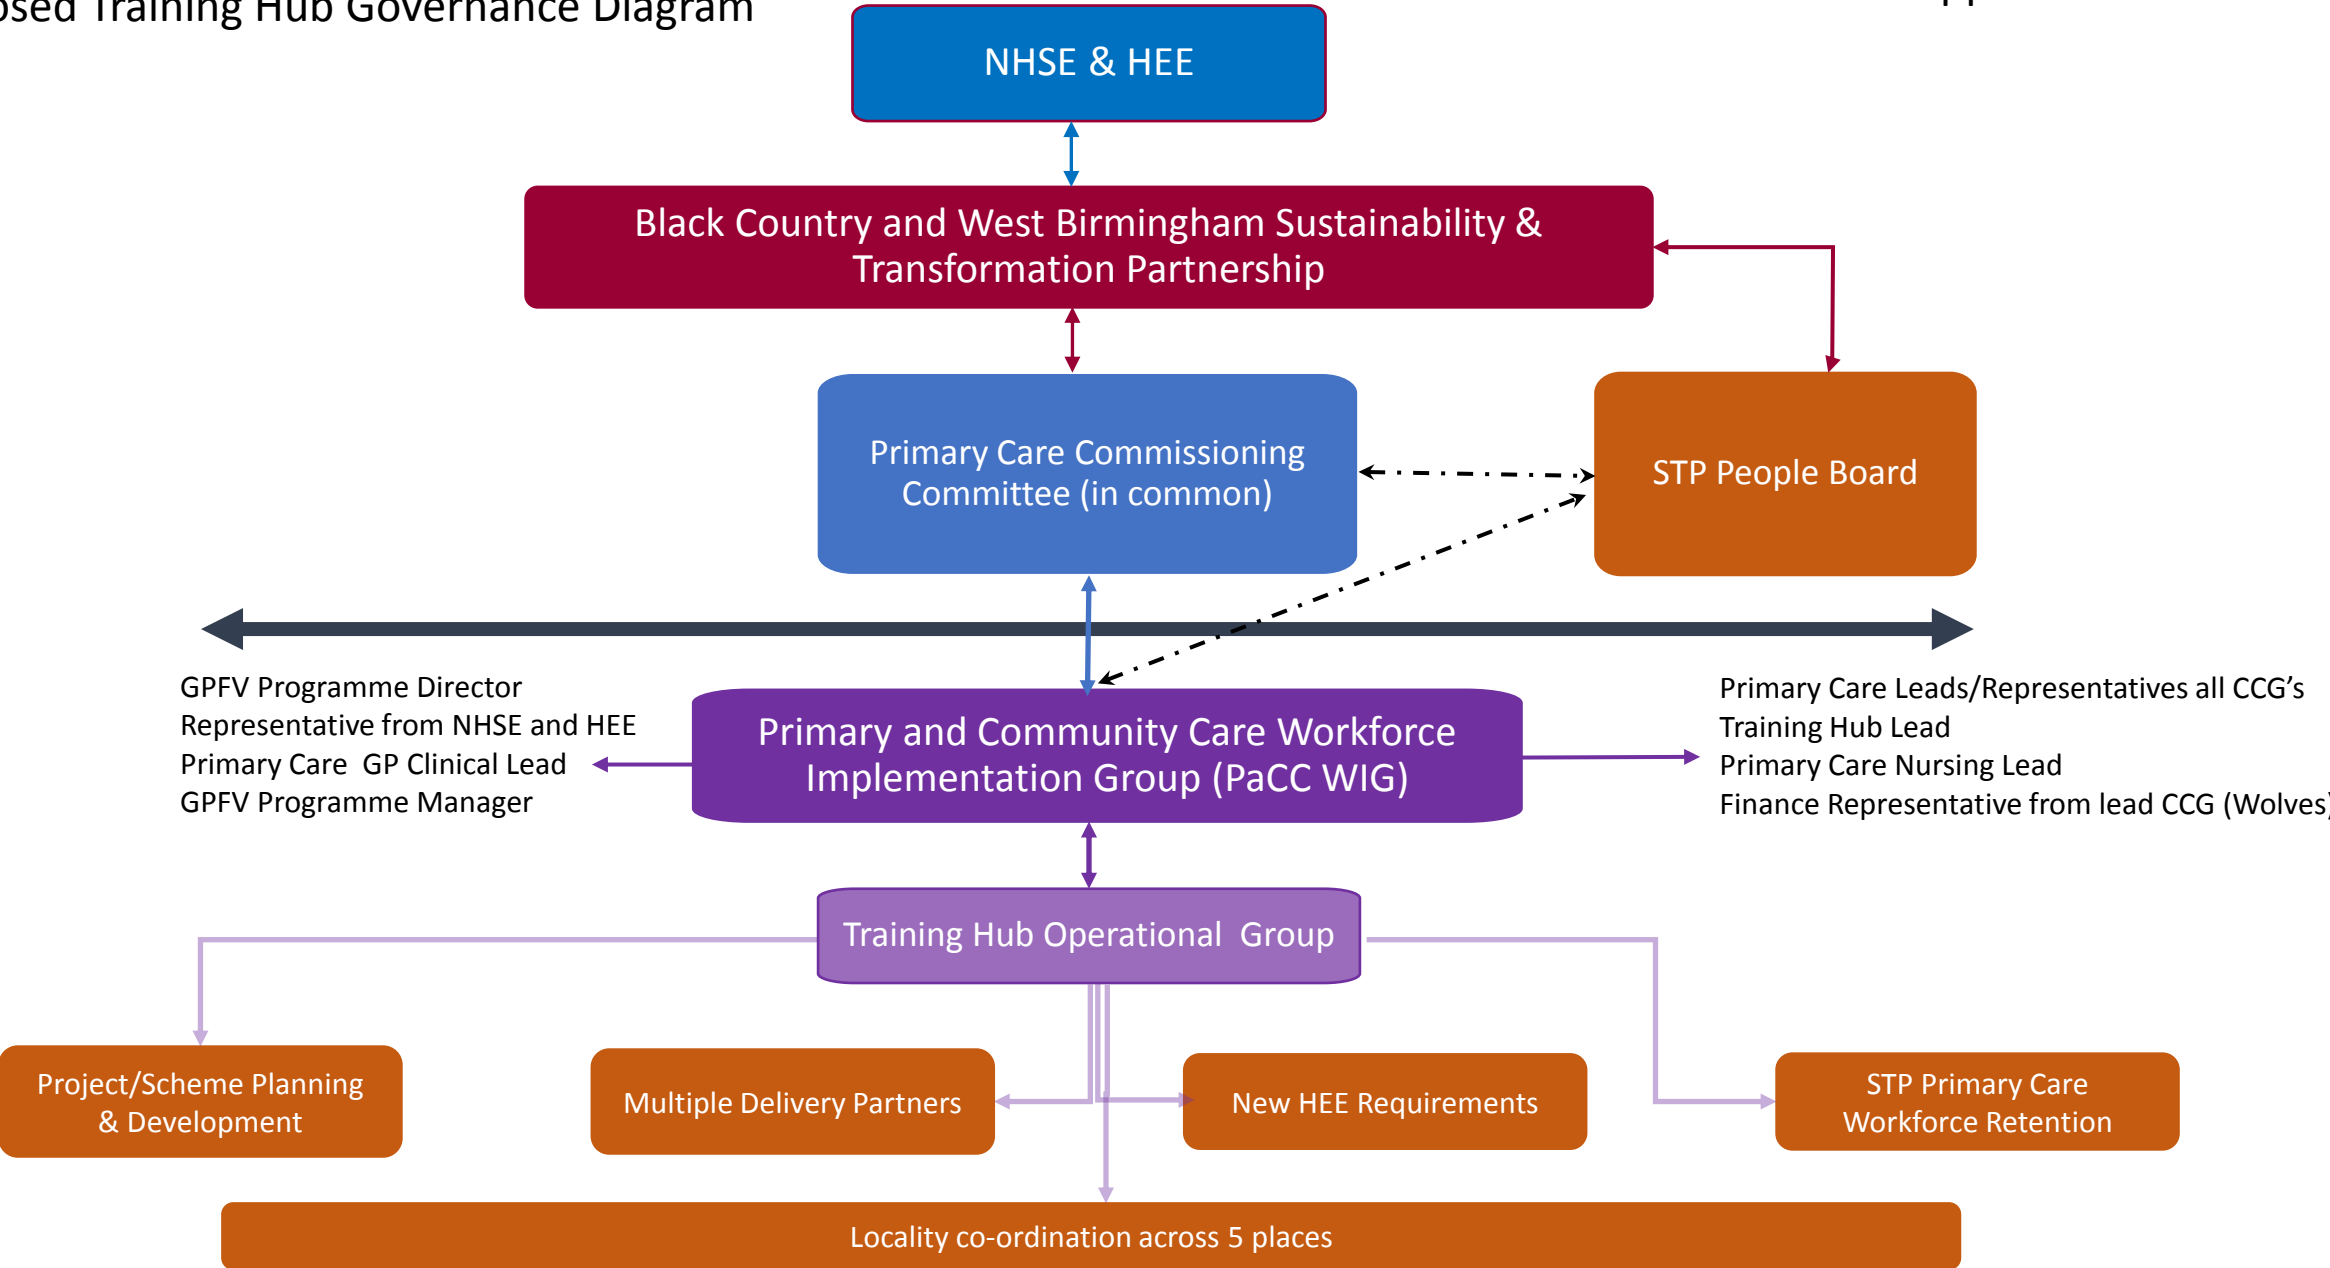 Training Hub Governance Diagram
NHSE & HEE
Black Country and West Birmingham Sustainability &
Transformation Partnership
Primary Care Commissioning
Committee (in common)
STP People Board
GPFV Programme Director
Representative from NHSE and HEE
Primary Care  GP Clinical Lead
GPFV Programme Manager
Primary and Community Care Workforce
Implementation Group (PaCC WIG)
Primary Care Leads/Representatives all CCG's
Training Hub Lead
Primary Care Nursing Lead
Finance Representative from lead CCG (Wolves)
Training Hub Operational  Group
Project/Scheme Planning
& Development
Multiple Delivery Partners
New HEE Requirements
STP Primary Care
Workforce Retention
Locality co-ordination across 5 places